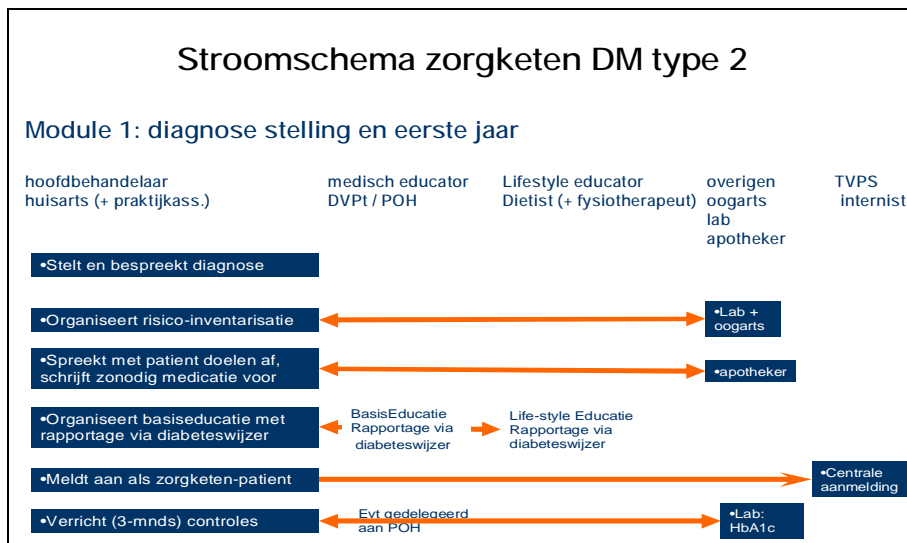 Stroomschema zorgketen DM type 2
Module 1: diagnose stelling en eerste jaar
hoofdbehandelaar
huisarts (+ praktijkass.)
medisch educator
DVPt / POH
Lifestyle educator
Dietist (+ fysiotherapeut)
overigen
oogarts
lab
apotheker
TVPS
internist
•Stelt en bespreekt diagnose
•Organiseert risico-inventarisatie
•Lab +
oogarts
•Spreekt met patient doelen af,
schrijft zonodig medicatie voor
•apotheker
•Organiseert basiseducatie met
rapportage via diabeteswijzer
BasisEducatie
Rapportage via
diabeteswijzer
Life-style Educatie
Rapportage via
diabeteswijzer
•Meldt aan als zorgketen-patient
•Centrale
aanmelding
•Verricht (3-mnds) controles
Evt gedelegeerd
aan POH
•Lab:
HbA1c